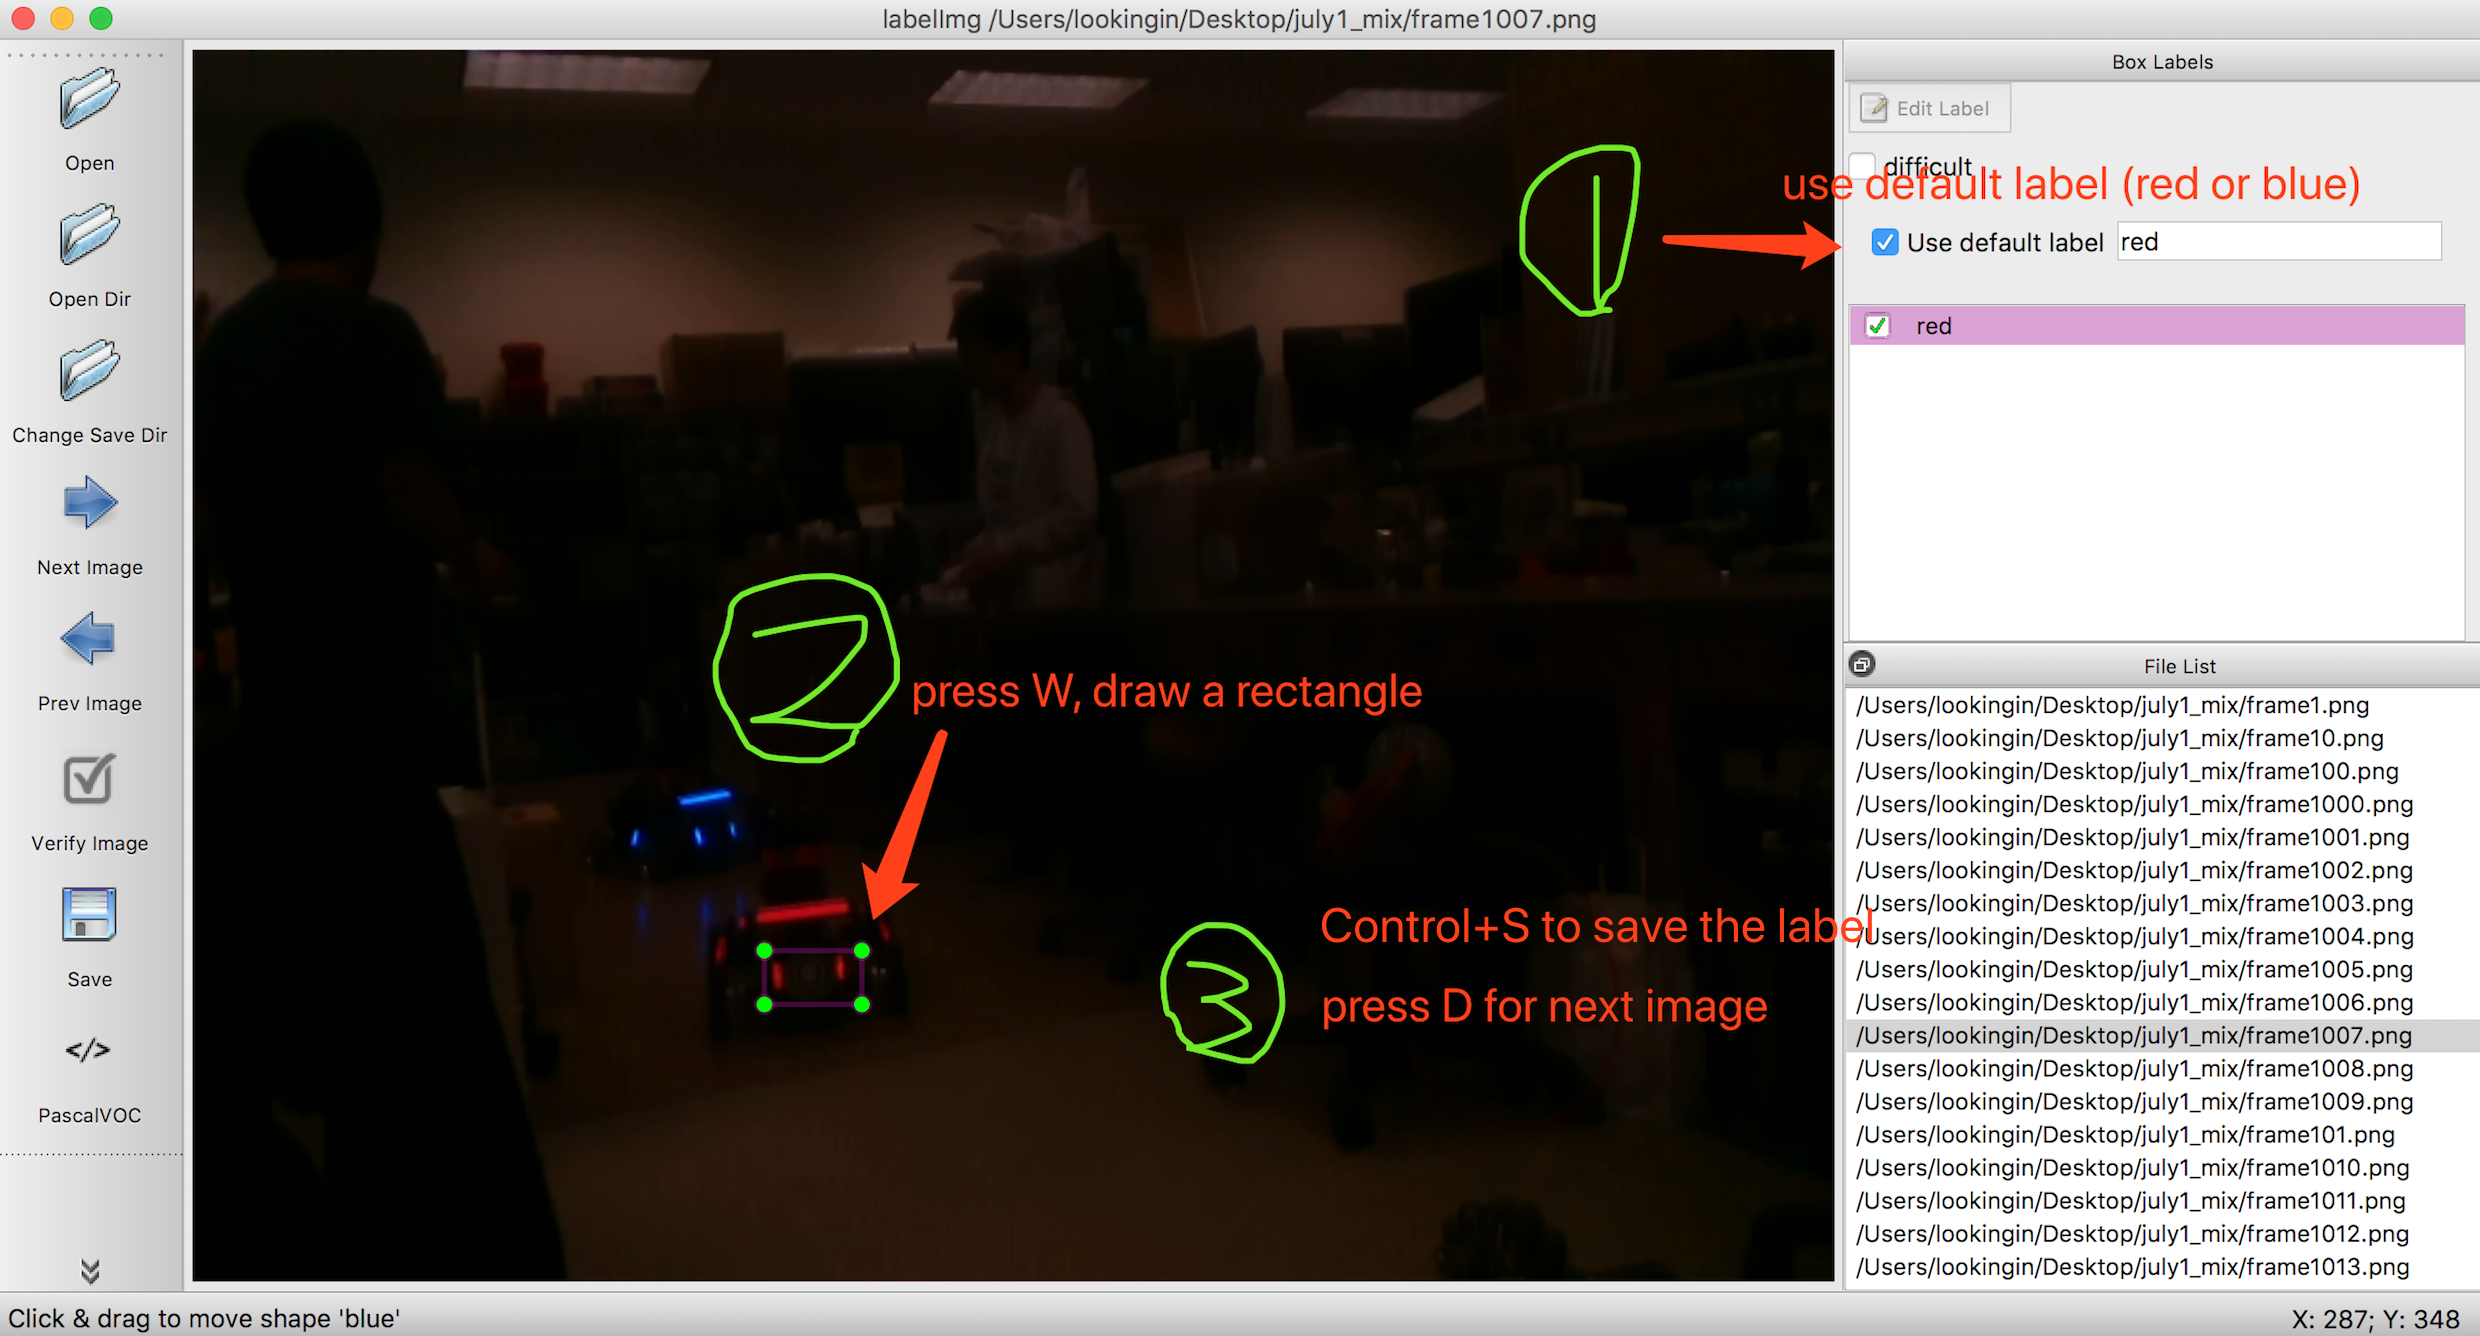 labelImg /Users/lookingin/Desktop/july1_mix/frame1007.png
Open
Open Dir
Change Save Dir
Next Image
Prev Image
Verify Image
Save
</>
PascalVOC
1
2
press W, draw a rectangle
3
Control+S to save the label
press D for next image
Box Labels
Edit Label
difficult
use default label (red or blue)
Use default label red
red
File List
/Users/lookingin/Desktop/july1_mix/frame1.png
/Users/lookingin/Desktop/july1_mix/frame10.png
/Users/lookingin/Desktop/july1_mix/frame100.png
/Users/lookingin/Desktop/july1_mix/frame1000.png
/Users/lookingin/Desktop/july1_mix/frame1001.png
/Users/lookingin/Desktop/july1_mix/frame1002.png
/Users/lookingin/Desktop/july1_mix/frame1003.png
/Users/lookingin/Desktop/july1_mix/frame1004.png
/Users/lookingin/Desktop/july1_mix/frame1005.png
/Users/lookingin/Desktop/july1_mix/frame1006.png
/Users/lookingin/Desktop/july1_mix/frame1007.png
/Users/lookingin/Desktop/july1_mix/frame1008.png
/Users/lookingin/Desktop/july1_mix/frame1009.png
/Users/lookingin/Desktop/july1_mix/frame101.png
/Users/lookingin/Desktop/july1_mix/frame1010.png
/Users/lookingin/Desktop/july1_mix/frame1011.png
/Users/lookingin/Desktop/july1_mix/frame1012.png
/Users/lookingin/Desktop/july1_mix/frame1013.png
Click & drag to move shape 'blue'
X: 287; Y: 348